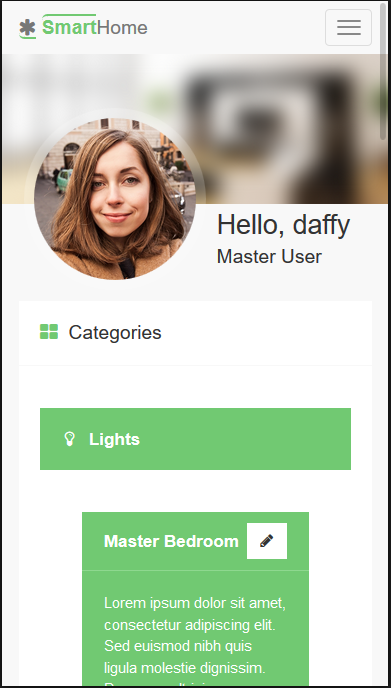 SmartHome
Hello, daffy
Master User
Categories
Lights
Master Bedroom
Lorem ipsum dolor sit amet,
consectetur adipiscing elit.
Sed euismod nibh quis
ligula molestie dignissim.